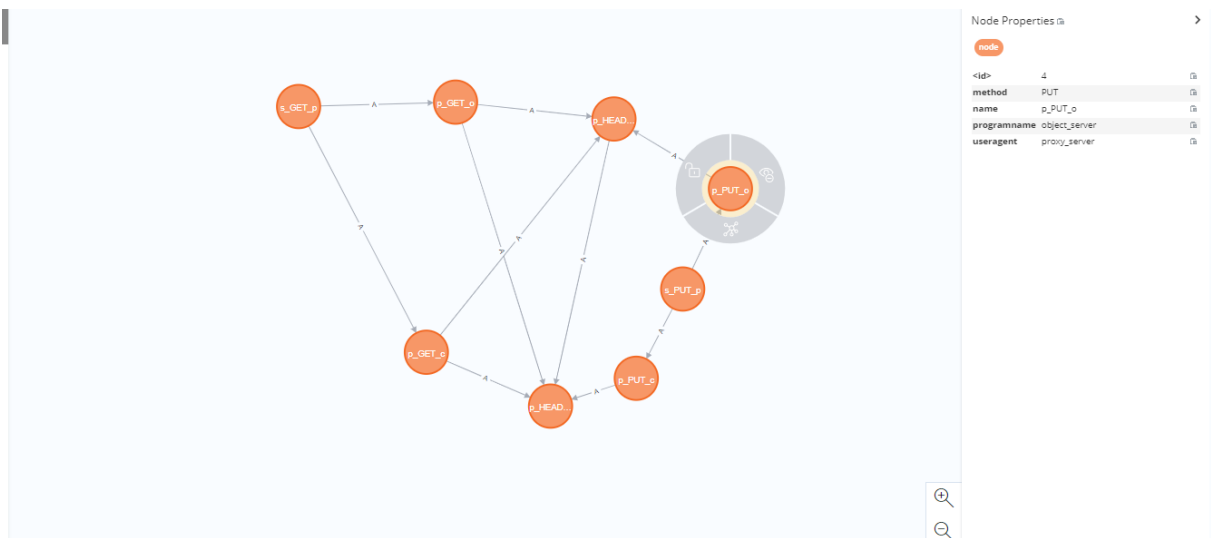 Node Properties
node
<id> 4
method PUT
name p_PUT_o
programname object_server
useragent proxy_server
s_GET_p
A
p_GET_o
A
p_HEAD...
A
p_PUT_o
A
A
A
A
A
s_PUT_p
A
p_GET_c
A
p_PUT_c
A
p_HEAD...